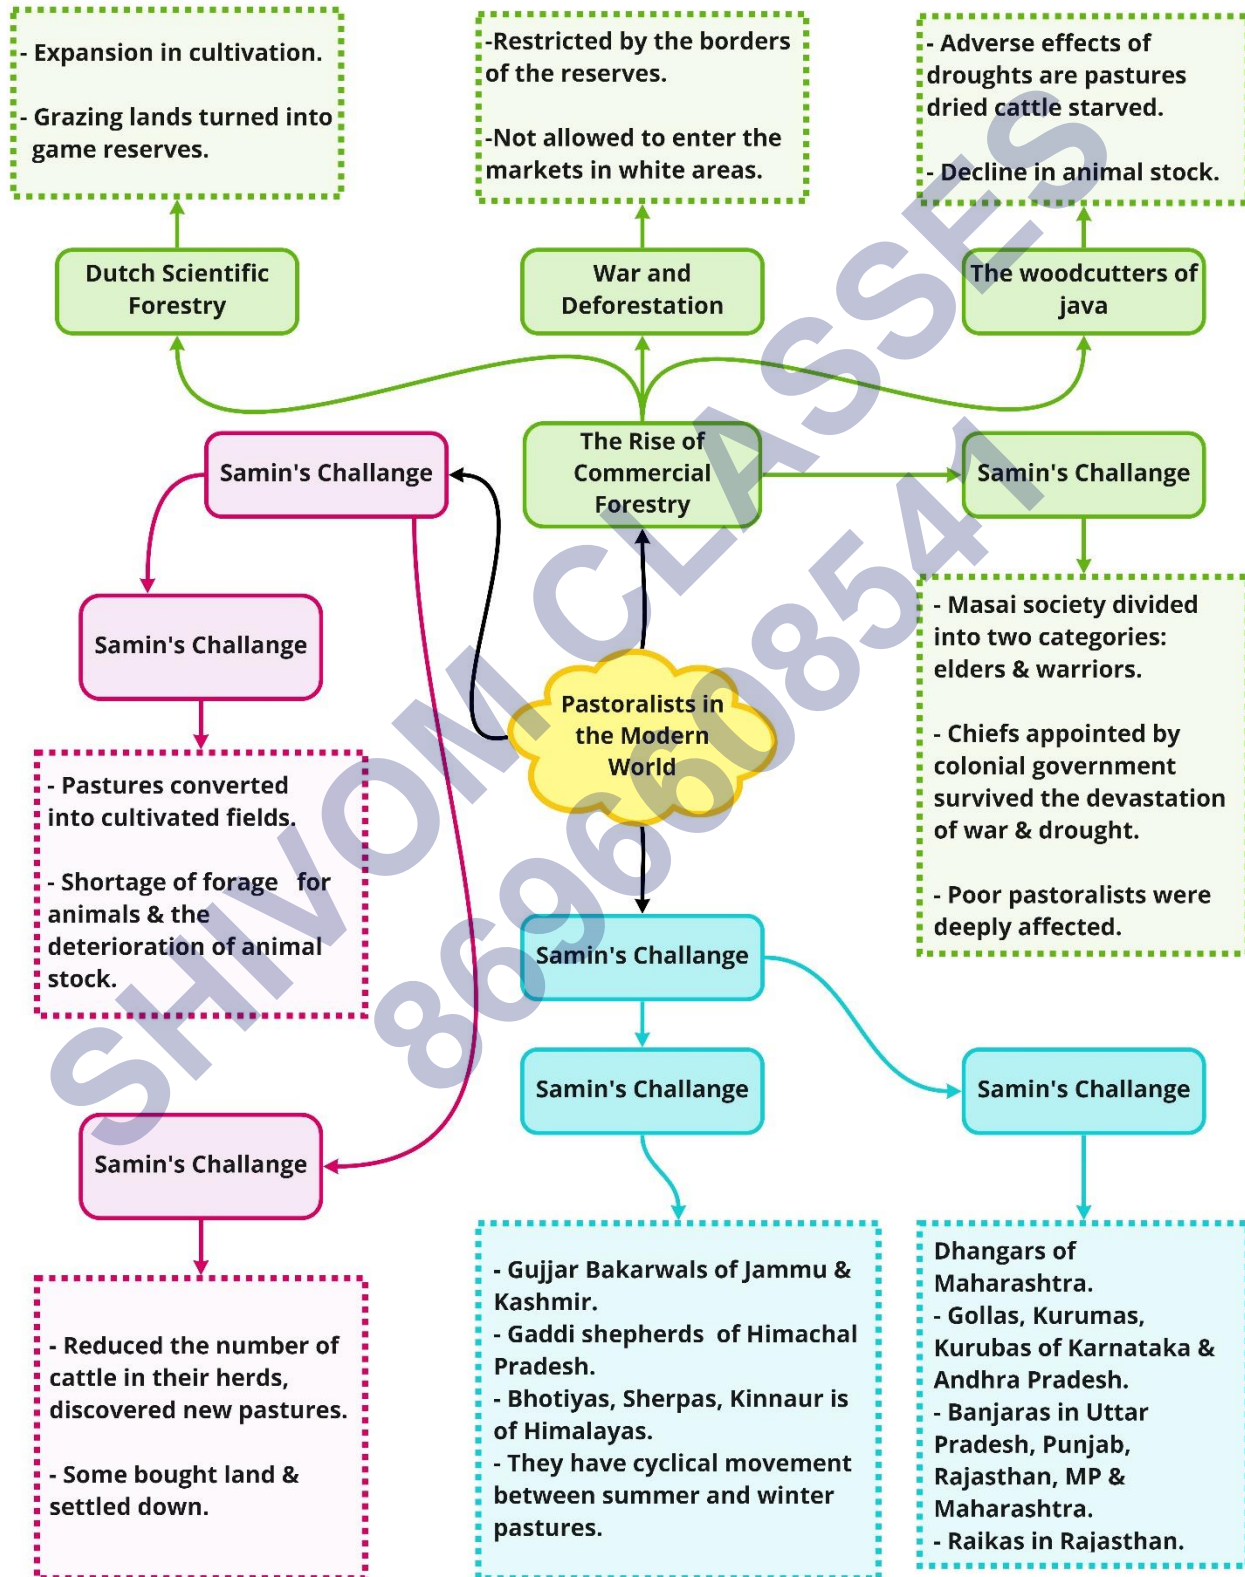 - Expansion in cultivation.
- Grazing lands turned into
game reserves.
-Restricted by the borders
of the reserves.
-Not allowed to enter the
markets in white areas.
- Adverse effects of
droughts are pastures
dried cattle starved.
- Decline in animal stock.
Dutch Scientific
Forestry
War and
Deforestation
The woodcutters of
java
Samin's Challange
The Rise of
Commercial
Forestry
Samin's Challange
Samin's Challange
- Masai society divided
into two categories:
elders & warriors.
- Chiefs appointed by
colonial government
survived the devastation
of war & drought.
- Poor pastoralists were
deeply affected.
Pastoralists in
the Modern
World
- Pastures converted
into cultivated fields.
- Shortage of forage for
animals & the
deterioration of animal
stock.
Samin's Challange
Samin's Challange
Samin's Challange
Samin's Challange
- Reduced the number of
cattle in their herds,
discovered new pastures.
- Some bought land &
settled down.
- Gujjar Bakarwals of Jammu &
Kashmir.
- Gaddi shepherds of Himachal
Pradesh.
- Bhotiyas, Sherpas, Kinnaur is
of Himalayas.
- They have cyclical movement
between summer and winter
pastures.
Dhangars of
Maharashtra.
- Gollas, Kurumas,
Kurubas of Karnataka &
Andhra Pradesh.
- Banjaras in Uttar
Pradesh, Punjab,
Rajasthan, MP &
Maharashtra.
- Raikas in Rajasthan.
SHIVOM CLASSES
8696608541